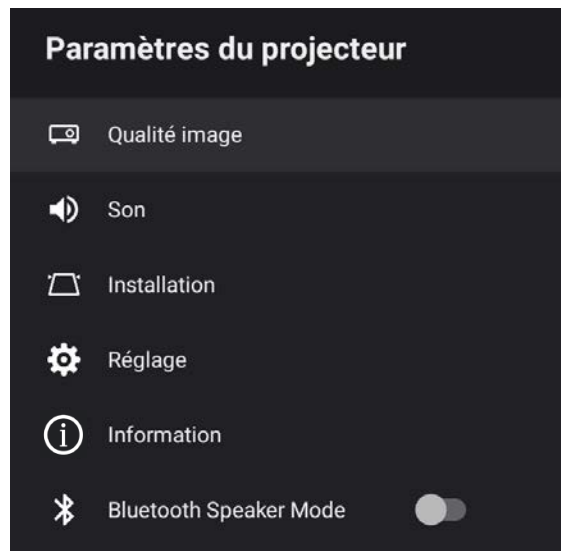 Paramètres du projecteur
Qualité image
Son
Installation
Réglage
Information
Bluetooth Speaker Mode